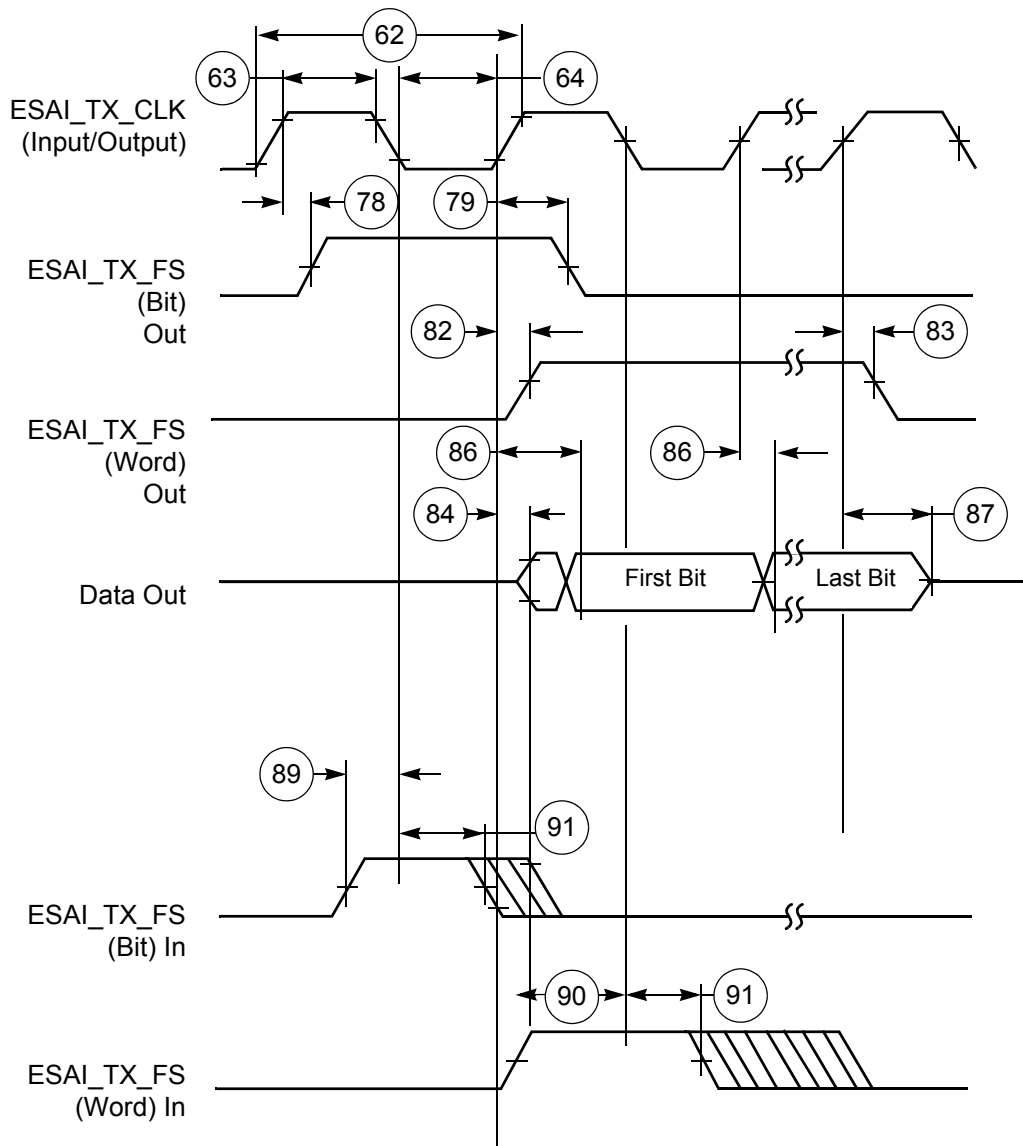 62
63
64
ESAI_TX_CLK
(Input/Output)
78
79
ESAI_TX_FS
(Bit)
Out
82
83
ESAI_TX_FS
(Word)
Out
86
86
84
87
First Bit
Last Bit
Data Out
89
91
ESAI_TX_FS
(Bit) In
90
91
ESAI_TX_FS
(Word) In